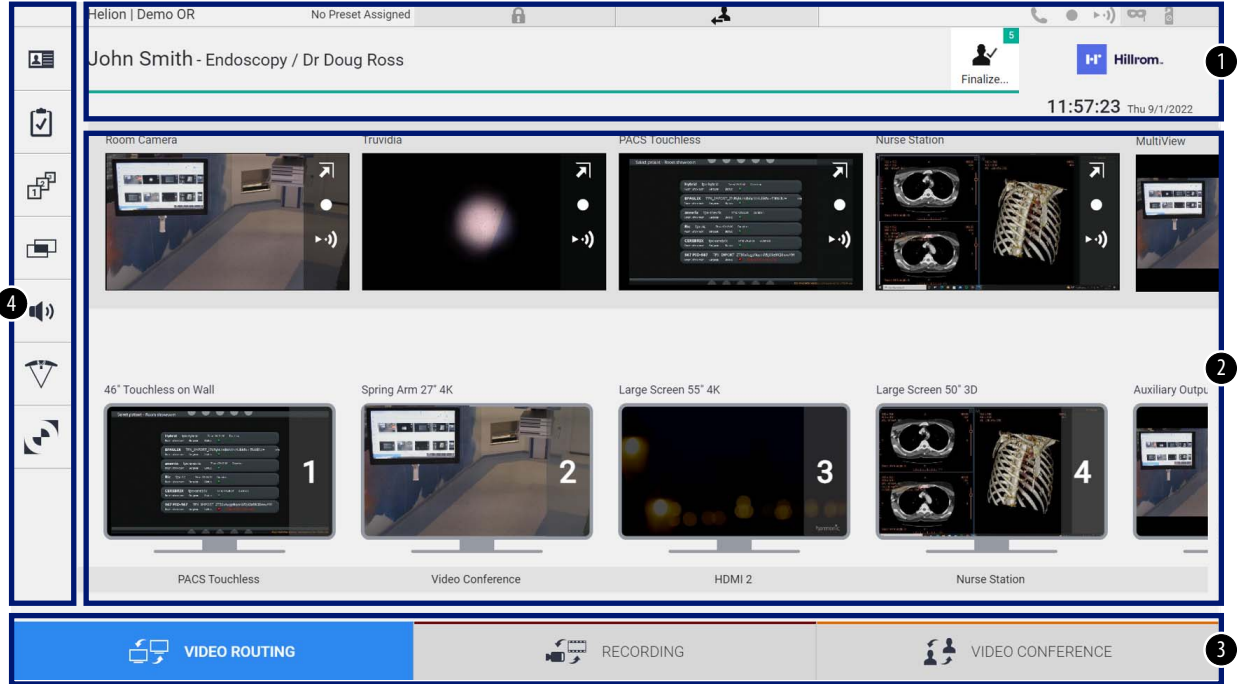 Helion | Demo OR
No Preset Assigned
John Smith - Endoscopy / Dr Doug Ross
5
Finalize...
Hillrom™
1
11:57:23 Thu 9/1/2022
Room Camera
Truvidia
PACS Touchless
Nurse Station
MultiView
4
2
46" Touchless on Wall
Spring Arm 27" 4K
Large Screen 55" 4K
Large Screen 50" 3D
Auxiliary Outpu
1
2
3
4
PACS Touchless
Video Conference
HDMI 2
Nurse Station
VIDEO ROUTING
RECORDING
VIDEO CONFERENCE
3